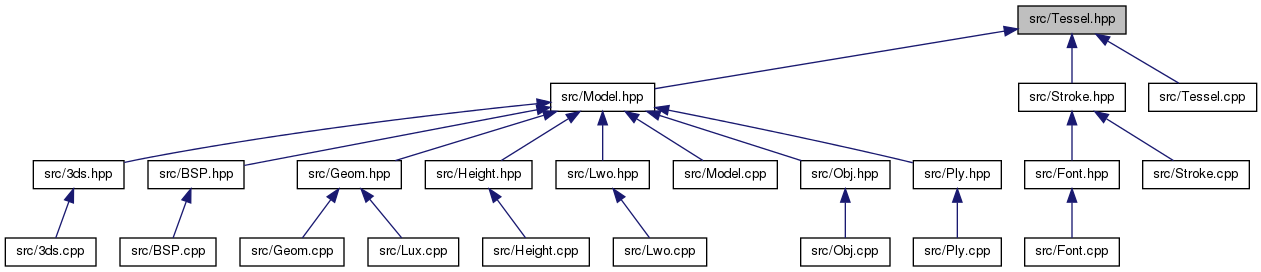 src/Tessel.hpp
src/Model.hpp
src/Stroke.hpp
src/Tessel.cpp
src/3ds.hpp
src/BSP.hpp
src/Geom.hpp
src/Height.hpp
src/Lwo.hpp
src/Model.cpp
src/Obj.hpp
src/Ply.hpp
src/Font.hpp
src/Stroke.cpp
src/3ds.cpp
src/BSP.cpp
src/Geom.cpp
src/Lux.cpp
src/Height.cpp
src/Lwo.cpp
src/Obj.cpp
src/Ply.cpp
src/Font.cpp